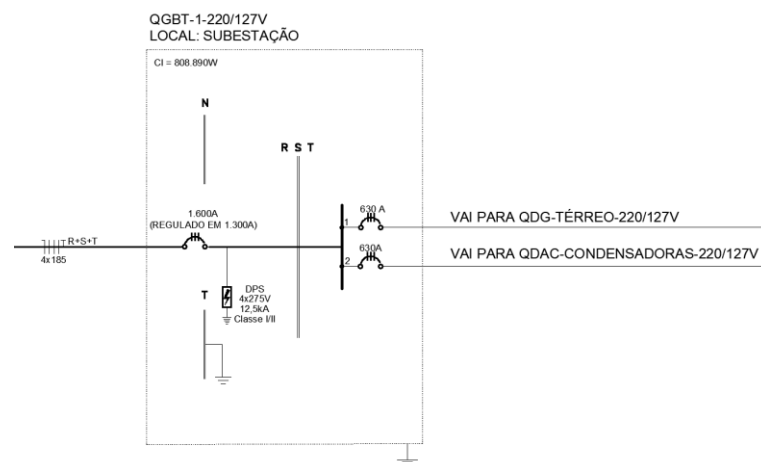 QGBT-1-220/127V
LOCAL: SUBESTAÇÃO
CI = 808.890W
N
R S T
1.600A
(REGULADO EM 1.300A)
R+S+T
4x185
630 A
1
VAI PARA QDG-TÉRREO-220/127V
630A
2
VAI PARA QDAC-CONDENSADORAS-220/127V
T
DPS
4x275V
12,5kA
Classe I/II